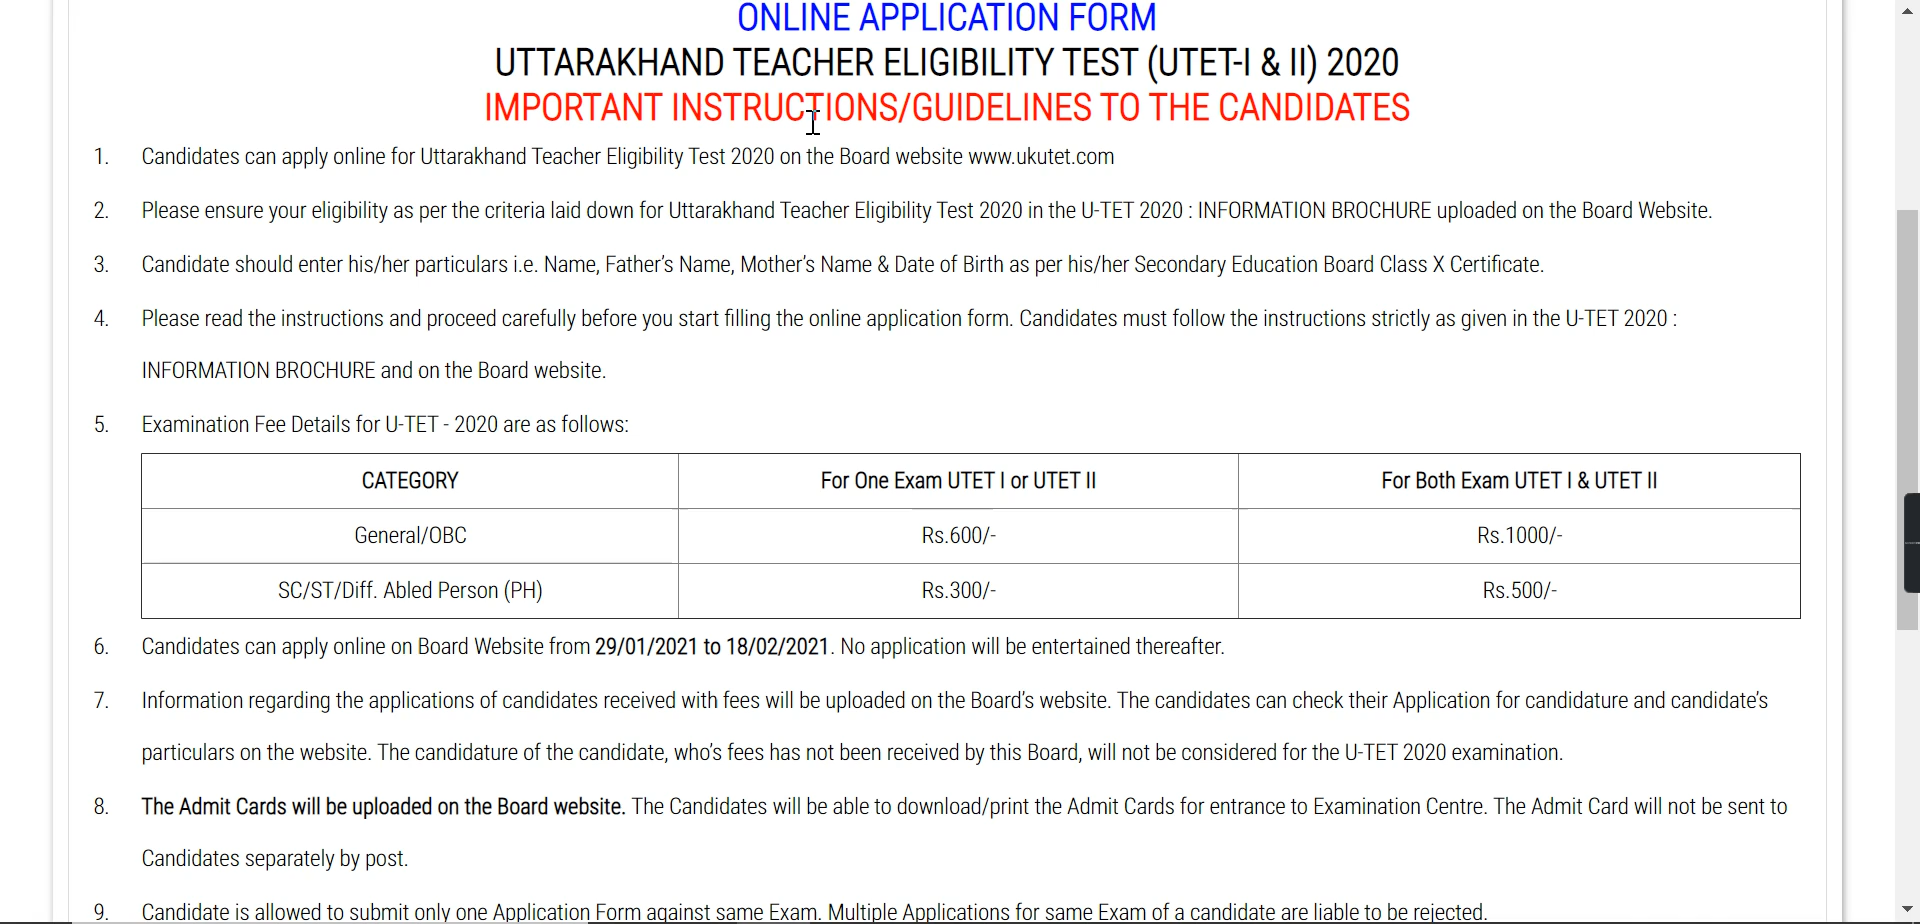 ONLINE APPLICATION FORM
UTTARAKHAND TEACHER ELIGIBILITY TEST (UTET-I & II) 2020
IMPORTANT INSTRUCTIONS/GUIDELINES TO THE CANDIDATES
1. Candidates can apply online for Uttarakhand Teacher Eligibility Test 2020 on the Board website www.ukutet.com
2. Please ensure your eligibility as per the criteria laid down for Uttarakhand Teacher Eligibility Test 2020 in the U-TET 2020 : INFORMATION BROCHURE uploaded on the Board Website.
3. Candidate should enter his/her particulars i.e. Name, Father's Name, Mother's Name & Date of Birth as per his/her Secondary Education Board Class X Certificate.
4. Please read the instructions and proceed carefully before you start filling the online application form. Candidates must follow the instructions strictly as given in the U-TET 2020 :
INFORMATION BROCHURE and on the Board website.
5. Examination Fee Details for U-TET - 2020 are as follows:
CATEGORY For One Exam UTET I or UTET II For Both Exam UTET I & UTET II
General/OBC Rs.600/- Rs.1000/-
SC/ST/Diff. Abled Person (PH) Rs.300/- Rs.500/-
6. Candidates can apply online on Board Website from 29/01/2021 to 18/02/2021. No application will be entertained thereafter.
7. Information regarding the applications of candidates received with fees will be uploaded on the Board's website. The candidates can check their Application for candidature and candidate's
particulars on the website. The candidature of the candidate, who's fees has not been received by this Board, will not be considered for the U-TET 2020 examination.
8. The Admit Cards will be uploaded on the Board website. The Candidates will be able to download/print the Admit Cards for entrance to Examination Centre. The Admit Card will not be sent to
Candidates separately by post.
9. Candidate is allowed to submit only one Application Form against same Exam. Multiple Applications for same Exam of a candidate are liable to be rejected.